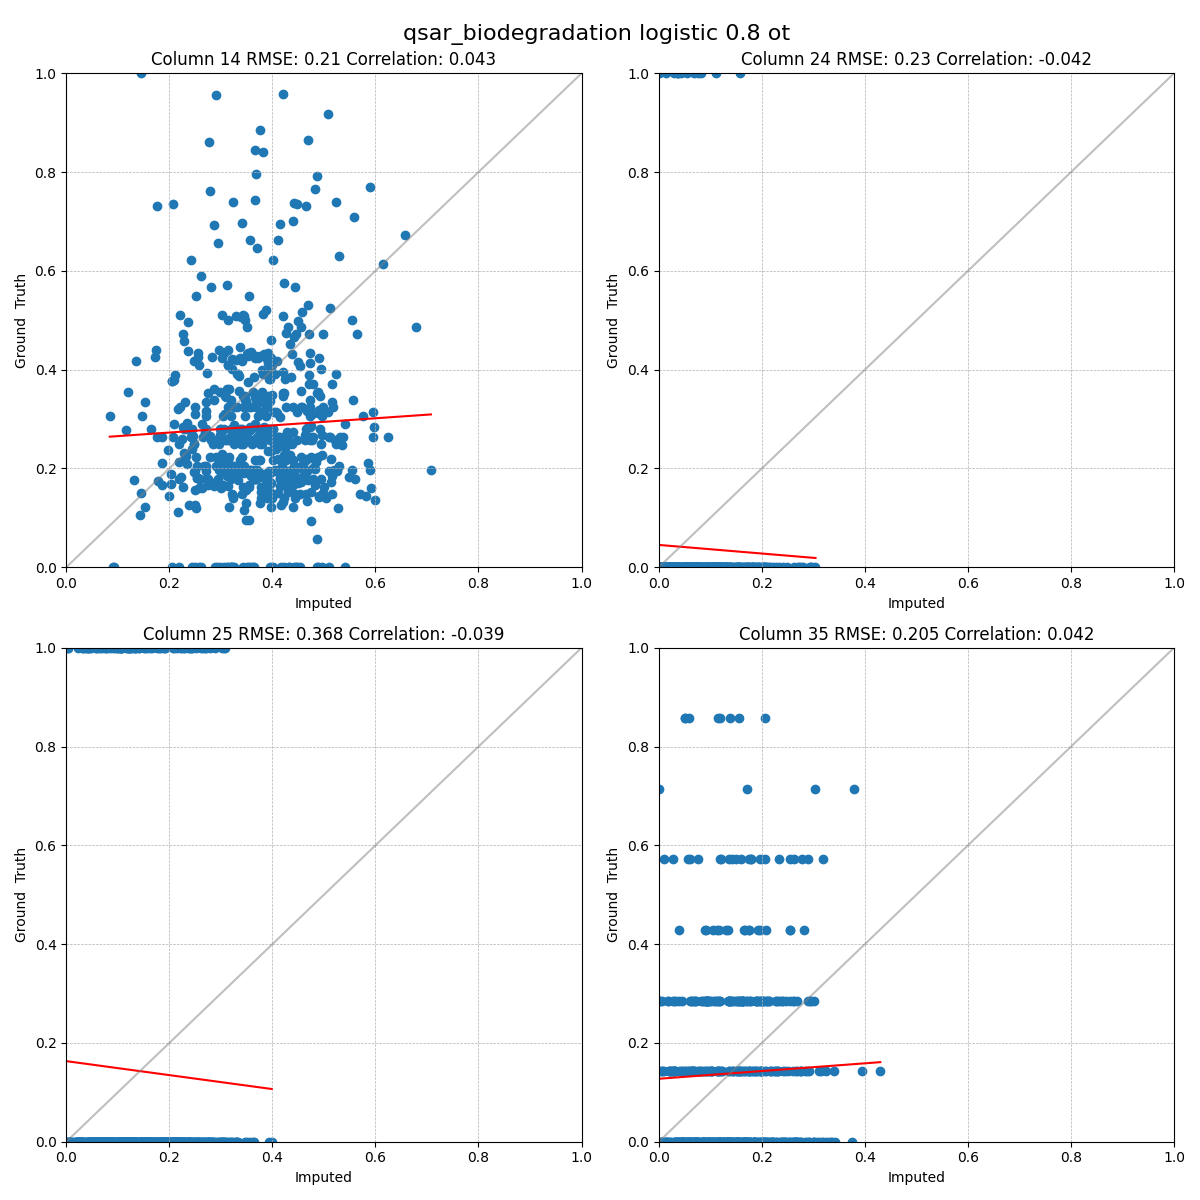 qsar_biodegradation logistic 0.8 ot
Column 14 RMSE: 0.21 Correlation: 0.043
1.0
0.8
0.6
0.4
0.2
0.0
Ground  Truth
0.0 0.2 0.4 0.6 0.8 1.0
Imputed
Column 24 RMSE: 0.23 Correlation: -0.042
1.0
0.8
0.6
0.4
0.2
0.0
Ground  Truth
0.0 0.2 0.4 0.6 0.8 1.0
Imputed
Column 25 RMSE: 0.368 Correlation: -0.039
1.0
0.8
0.6
0.4
0.2
0.0
Ground  Truth
0.0 0.2 0.4 0.6 0.8 1.0
Imputed
Column 35 RMSE: 0.205 Correlation: 0.042
1.0
0.8
0.6
0.4
0.2
0.0
Ground  Truth
0.0 0.2 0.4 0.6 0.8 1.0
Imputed